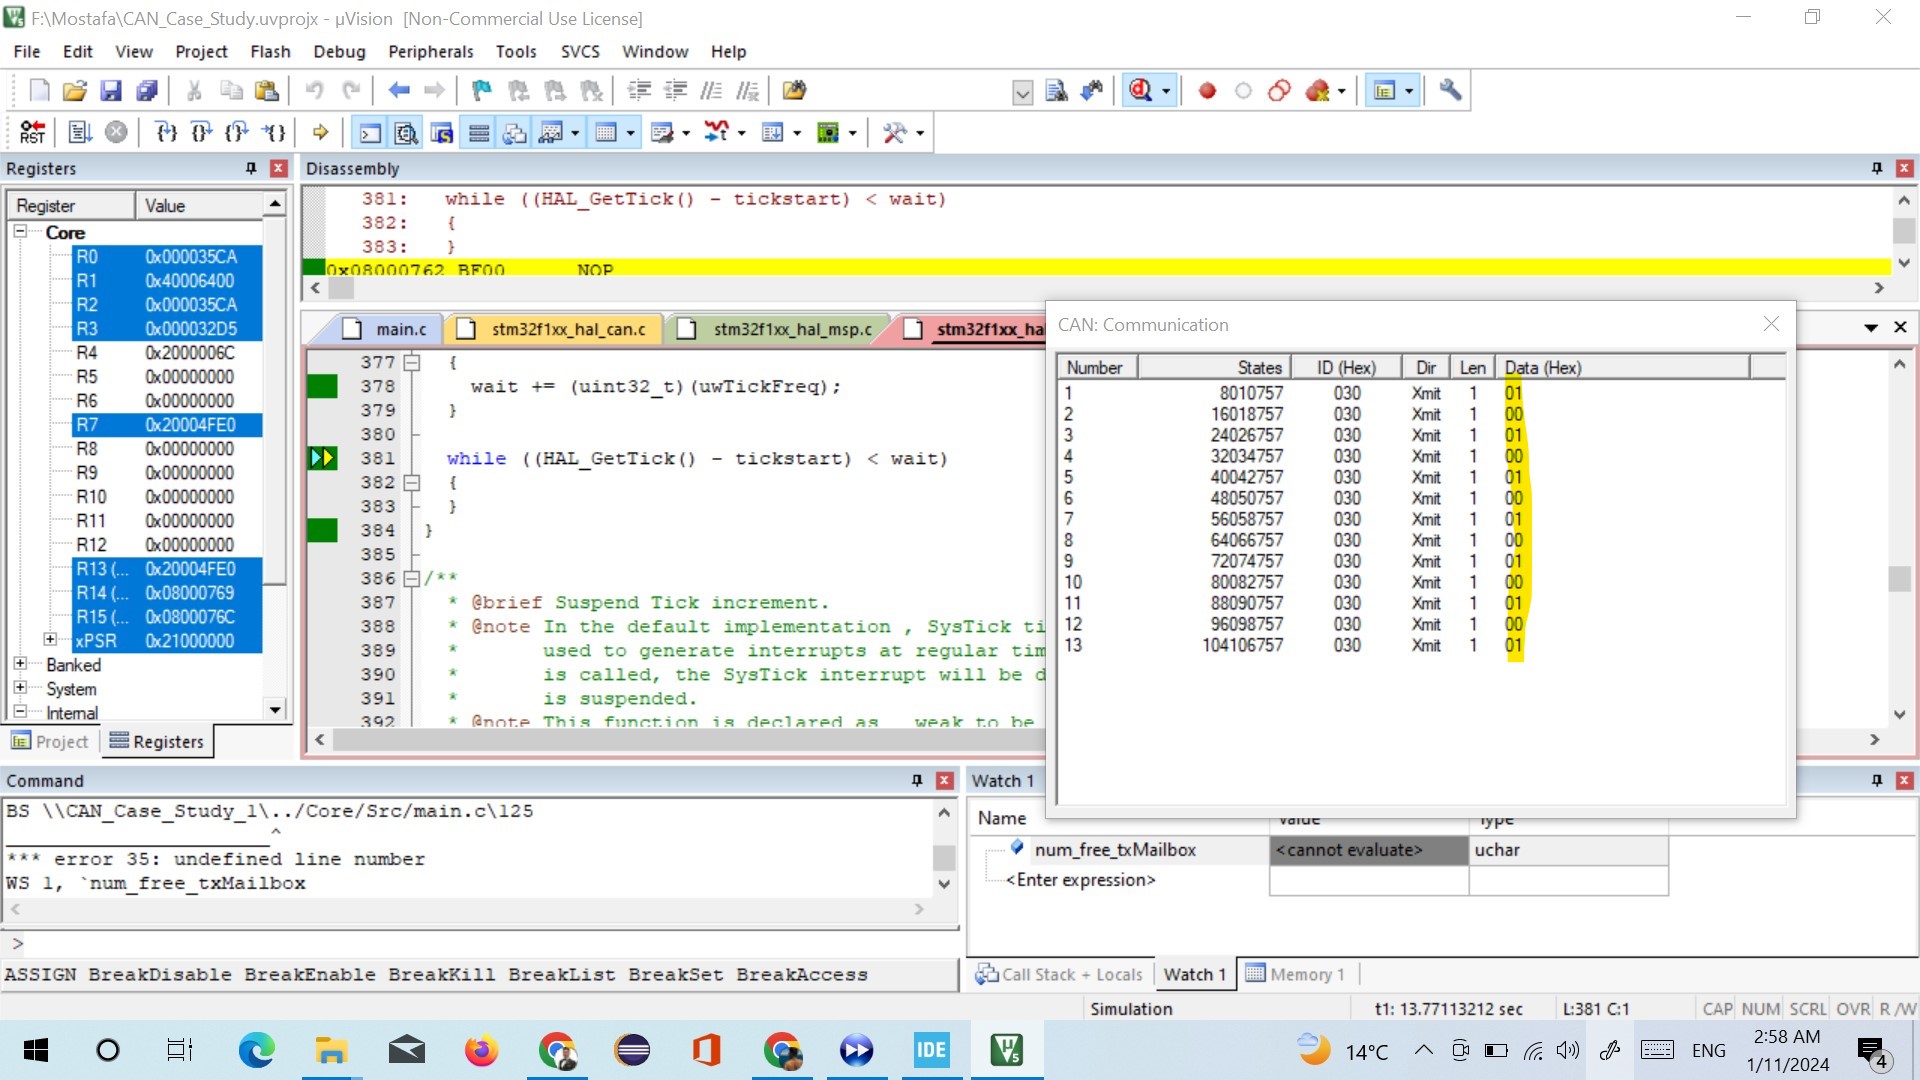 F:\Mostafa\CAN_Case_Study.uvprojx - µVision [Non-Commercial Use License]
File Edit View Project Flash Debug Peripherals Tools SVCS Window Help
RST
Registers
Register Value
Core
R0 0x000035CA
R1 0x40006400
R2 0x000035CA
R3 0x000032D5
R4 0x2000006C
R5 0x00000000
R6 0x00000000
R7 0x20004FE0
R8 0x00000000
R9 0x00000000
R10 0x00000000
R11 0x00000000
R12 0x00000000
R13 (... 0x20004FE0
R14 (... 0x08000769
R15 (... 0x0800076C
xPSR 0x21000000
Banked
System
Internal
Project Registers
Disassembly
381: while ((HAL_GetTick() - tickstart) < wait)
382: {
383: }
0x08000762 BF00 NOP
main.c stm32f1xx_hal_can.c stm32f1xx_hal_msp.c stm32f1xx_hal
377 {
378 wait += (uint32_t)(uwTickFreq);
379 }
380
381 while ((HAL_GetTick() - tickstart) < wait)
382 {
383 }
384 }
385
386 /**
387 * @brief Suspend Tick increment.
388 * @note In the default implementation , SysTick ti
389 * used to generate interrupts at regular tim
390 * is called, the SysTick interrupt will be d
391 * is suspended.
392 * @note This function is declared as __weak to be
CAN: Communication
Number States ID (Hex) Dir Len Data (Hex)
1 8010757 030 Xmit 1 01
2 16018757 030 Xmit 1 00
3 24026757 030 Xmit 1 01
4 32034757 030 Xmit 1 00
5 40042757 030 Xmit 1 01
6 48050757 030 Xmit 1 00
7 56058757 030 Xmit 1 01
8 64066757 030 Xmit 1 00
9 72074757 030 Xmit 1 01
10 80082757 030 Xmit 1 00
11 88090757 030 Xmit 1 01
12 96098757 030 Xmit 1 00
13 104106757 030 Xmit 1 01
Command
BS \\CAN_Case_Study_1\../Core/Src/main.c\125
^
*** error 35: undefined line number
WS 1, `num_free_txMailbox
>
ASSIGN BreakDisable BreakEnable BreakKill BreakList BreakSet BreakAccess
Watch 1
Name Value Type
num_free_txMailbox <cannot evaluate> uchar
<Enter expression>
Call Stack + Locals Watch 1 Memory 1
Simulation t1: 13.77113212 sec L:381 C:1 CAP NUM SCRL OVR R/W
IDE
14°C ENG
2:58 AM
1/11/2024
4